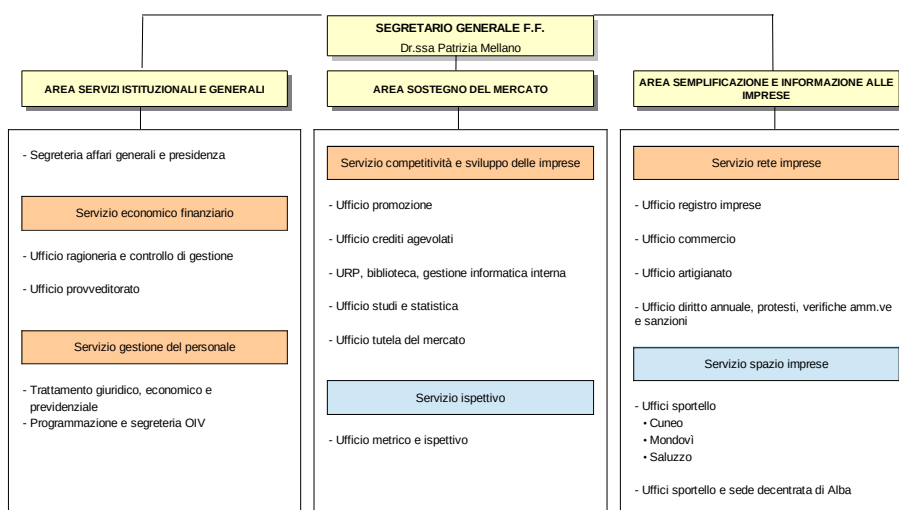 SEGRETARIO GENERALE F.F.
Dr.ssa Patrizia Mellano
AREA SERVIZI ISTITUZIONALI E GENERALI
- Segreteria affari generali e presidenza
Servizio economico finanziario
- Ufficio ragioneria e controllo di gestione
- Ufficio provveditorato
Servizio gestione del personale
- Trattamento giuridico, economico e
previdenziale
- Programmazione e segreteria OIV
AREA SOSTEGNO DEL MERCATO
Servizio competitività e sviluppo delle imprese
- Ufficio promozione
- Ufficio crediti agevolati
- URP, biblioteca, gestione informatica interna
- Ufficio studi e statistica
- Ufficio tutela del mercato
Servizio ispettivo
- Ufficio metrico e ispettivo
AREA SEMPLIFICAZIONE E INFORMAZIONE ALLE
IMPRESE
Servizio rete imprese
- Ufficio registro imprese
- Ufficio commercio
- Ufficio artigianato
- Ufficio diritto annuale, protesti, verifiche amm.ve
e sanzioni
Servizio spazio imprese
- Uffici sportello
• Cuneo
• Mondovì
• Saluzzo
- Uffici sportello e sede decentrata di Alba